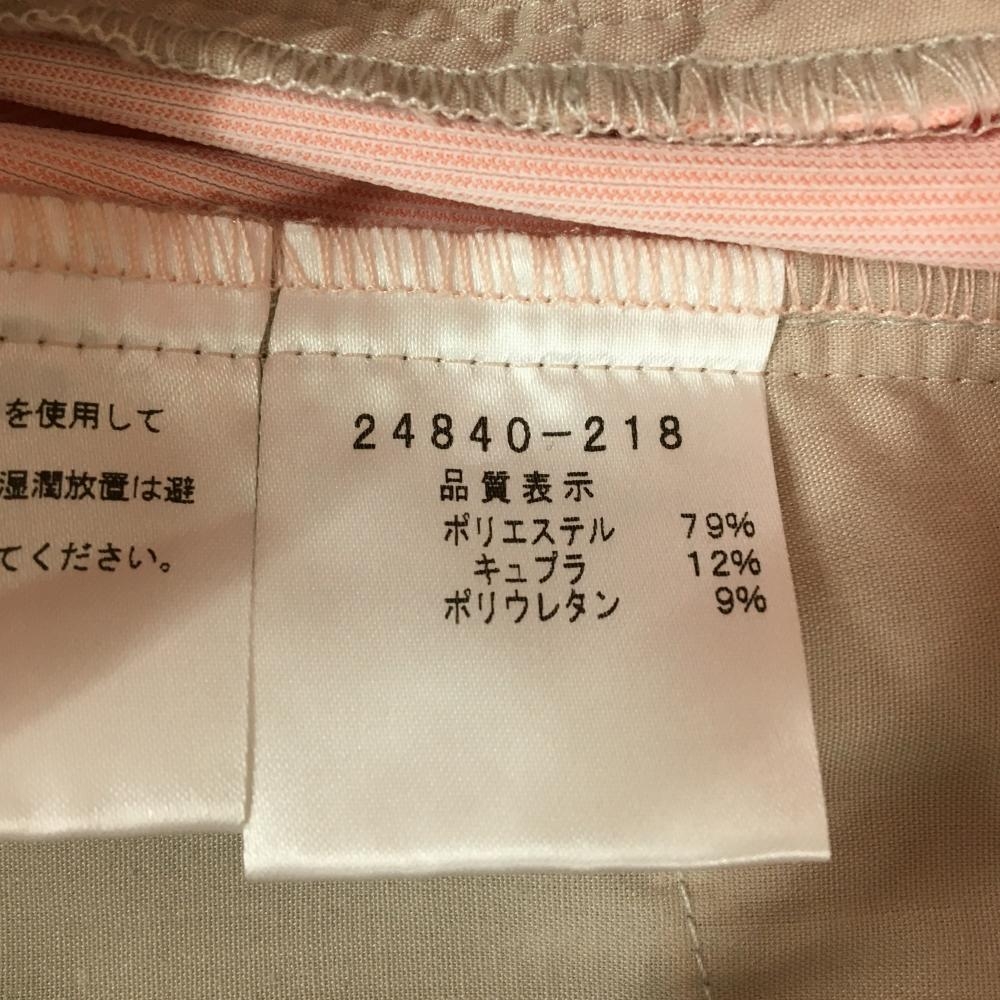 を使用して
湿潤放置は避
てください。
24840-218
品質表示
ポリエステル 79%
キュプラ 12%
ポリウレタン 9%